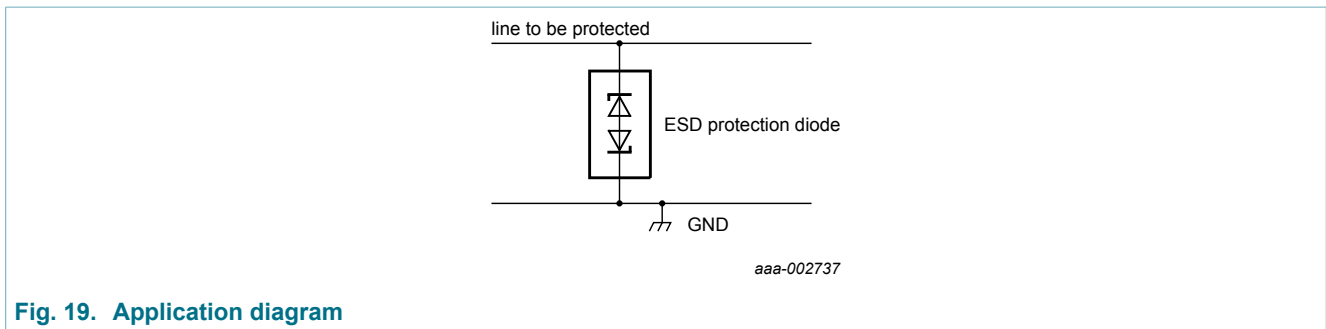 line to be protected
ESD protection diode
GND
aaa-002737
Fig. 19. Application diagram